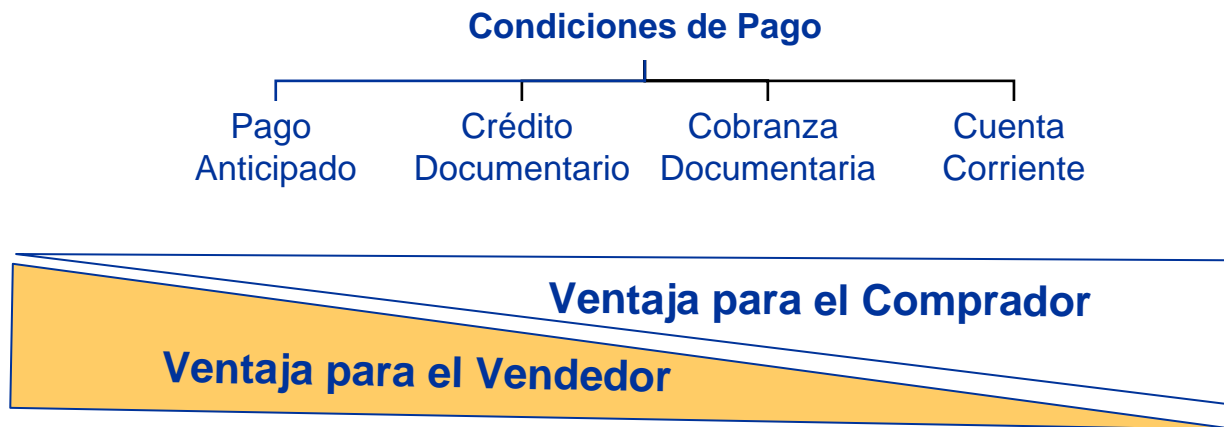 Condiciones de Pago
Pago
Anticipado
Crédito
Documentario
Cobranza
Documentaria
Cuenta
Corriente
Ventaja para el Comprador
Ventaja para el Vendedor